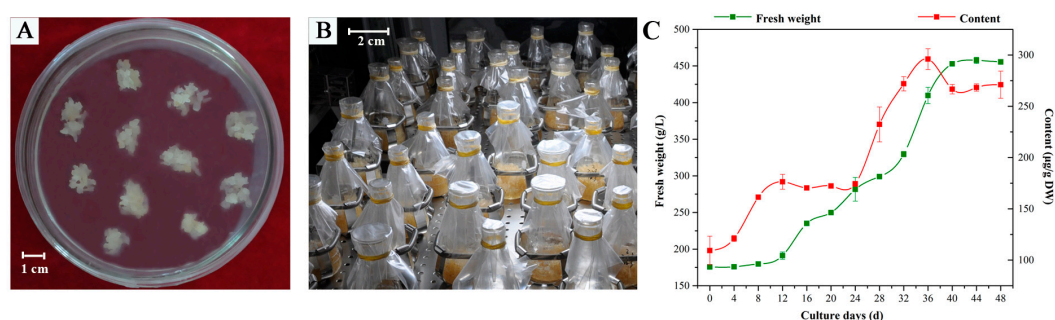 A
1 cm
B
2 cm
C
Fresh weight
Content
Fresh weight (g/L)
500
450
400
350
300
250
200
150
300
250
200
150
100
Content (μg/g DW)
0 4 8 12 16 20 24 28 32 36 40 44 48
Culture days (d)